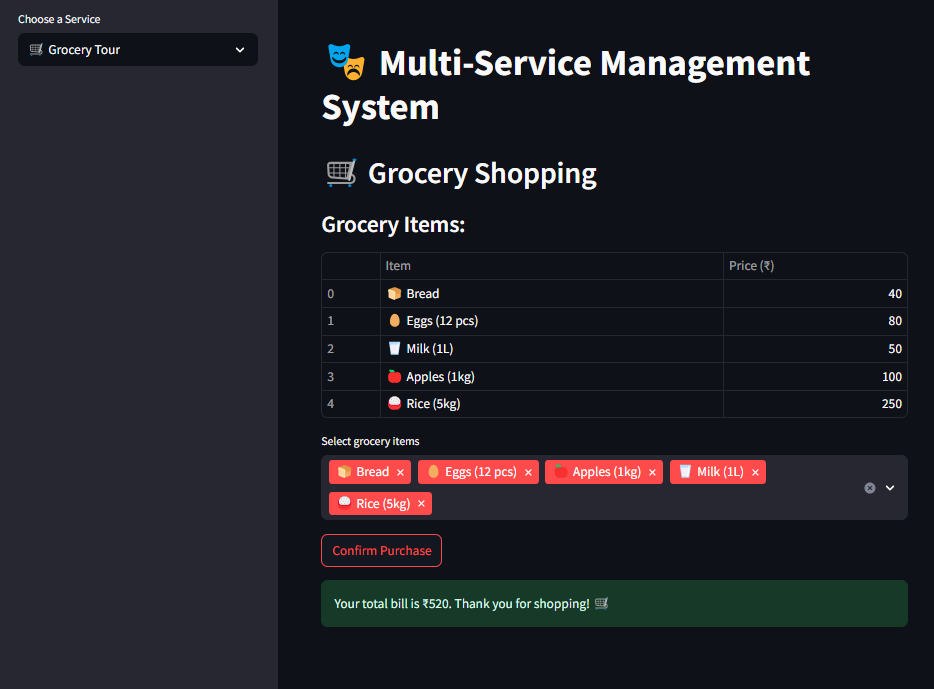 Choose a Service
🛒 Grocery Tour
🎭 Multi-Service Management
System
🛒 Grocery Shopping
Grocery Items:
Item Price (₹)
0 🍞 Bread 40
1 🥚 Eggs (12 pcs) 80
2 🥛 Milk (1L) 50
3 🍎 Apples (1kg) 100
4 🍚 Rice (5kg) 250
Select grocery items
🍞 Bread × 🥚 Eggs (12 pcs) × 🍎 Apples (1kg) × 🥛 Milk (1L) ×
🍚 Rice (5kg) ×
Confirm Purchase
Your total bill is ₹520. Thank you for shopping! 🛒